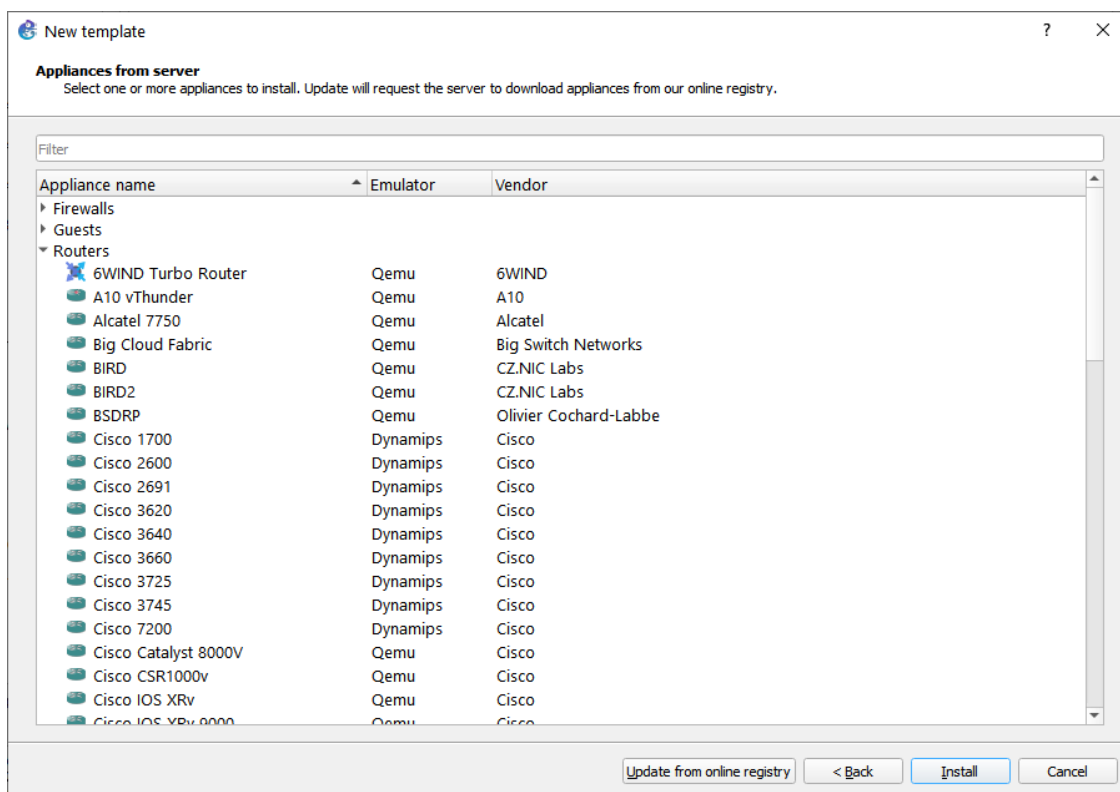 New template ?
Appliances from server
Select one or more appliances to install. Update will request the server to download appliances from our online registry.
Filter
Appliance name Emulator Vendor
Firewalls
Guests
Routers
6WIND Turbo Router Qemu 6WIND
A10 vThunder Qemu A10
Alcatel 7750 Qemu Alcatel
Big Cloud Fabric Qemu Big Switch Networks
BIRD Qemu CZ.NIC Labs
BIRD2 Qemu CZ.NIC Labs
BSDRP Qemu Olivier Cochard-Labbe
Cisco 1700 Dynamips Cisco
Cisco 2600 Dynamips Cisco
Cisco 2691 Dynamips Cisco
Cisco 3620 Dynamips Cisco
Cisco 3640 Dynamips Cisco
Cisco 3660 Dynamips Cisco
Cisco 3725 Dynamips Cisco
Cisco 3745 Dynamips Cisco
Cisco 7200 Dynamips Cisco
Cisco Catalyst 8000V Qemu Cisco
Cisco CSR1000v Qemu Cisco
Cisco IOS XRv Qemu Cisco
Cisco IOS XRv 9000 Qemu Cisco
Update from online registry < Back Install Cancel